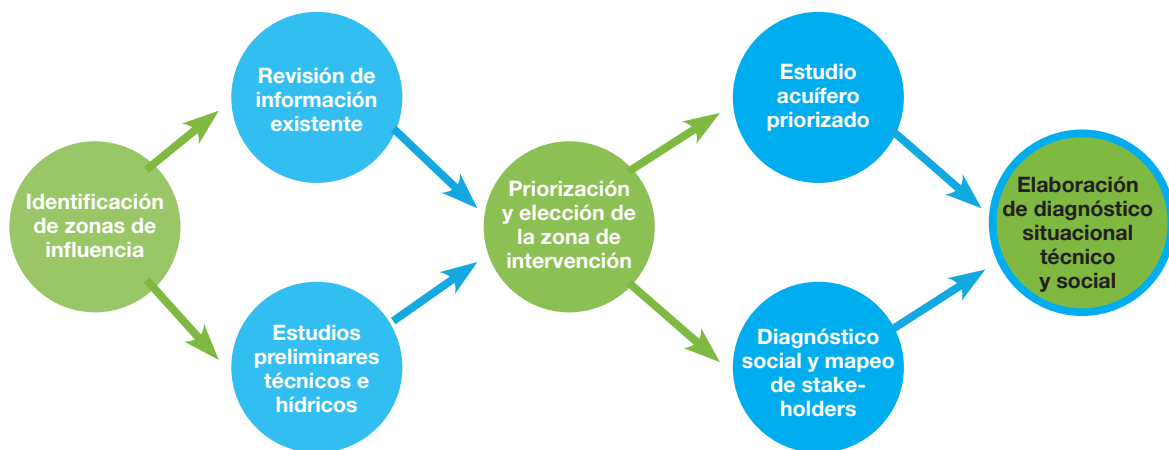 Identificación
de zonas de
influencia
Revisión de
información
existente
Estudios
preliminares
técnicos e
hídricos
Priorización
y elección de
la zona de
intervención
Estudio
acuífero
priorizado
Diagnóstico
social y mapeo
de stake-
holders
Elaboración
de diagnóstico
situacional
técnico
y social